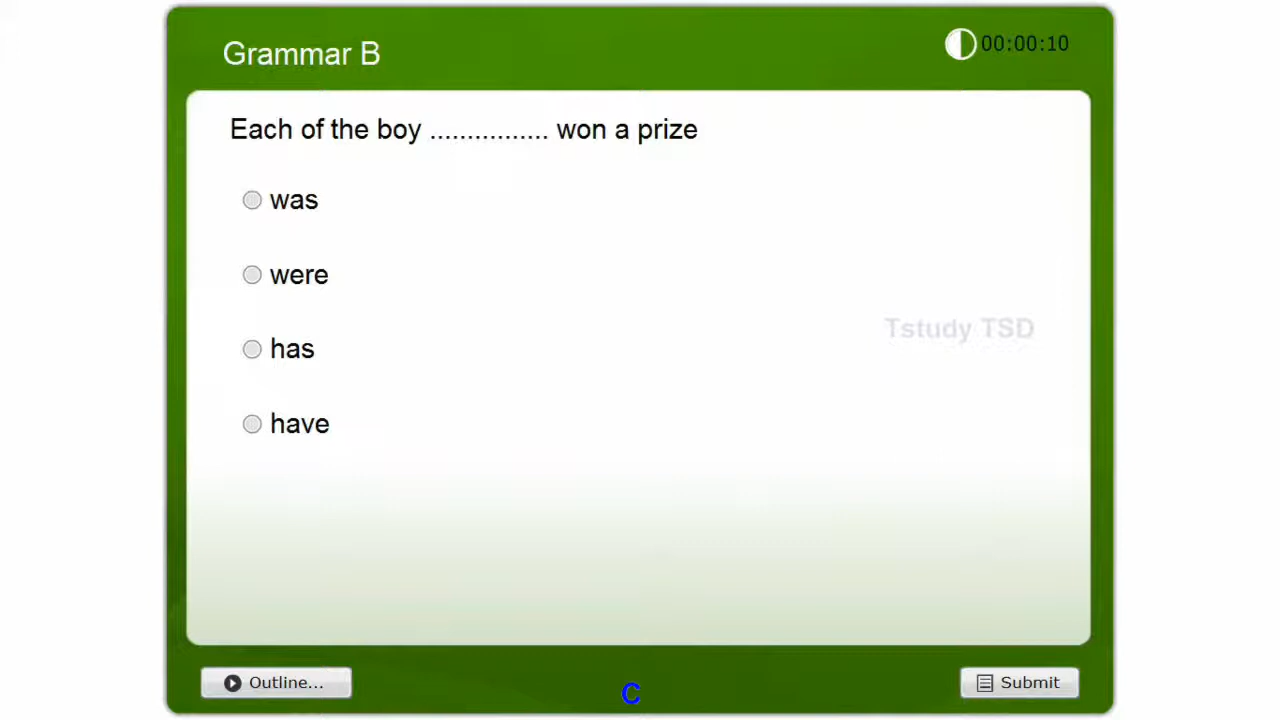 Grammar B
00:00:10
Each of the boy ................ won a prize
was
were
has
have
Tstudy TSD
Outline...
C
Submit